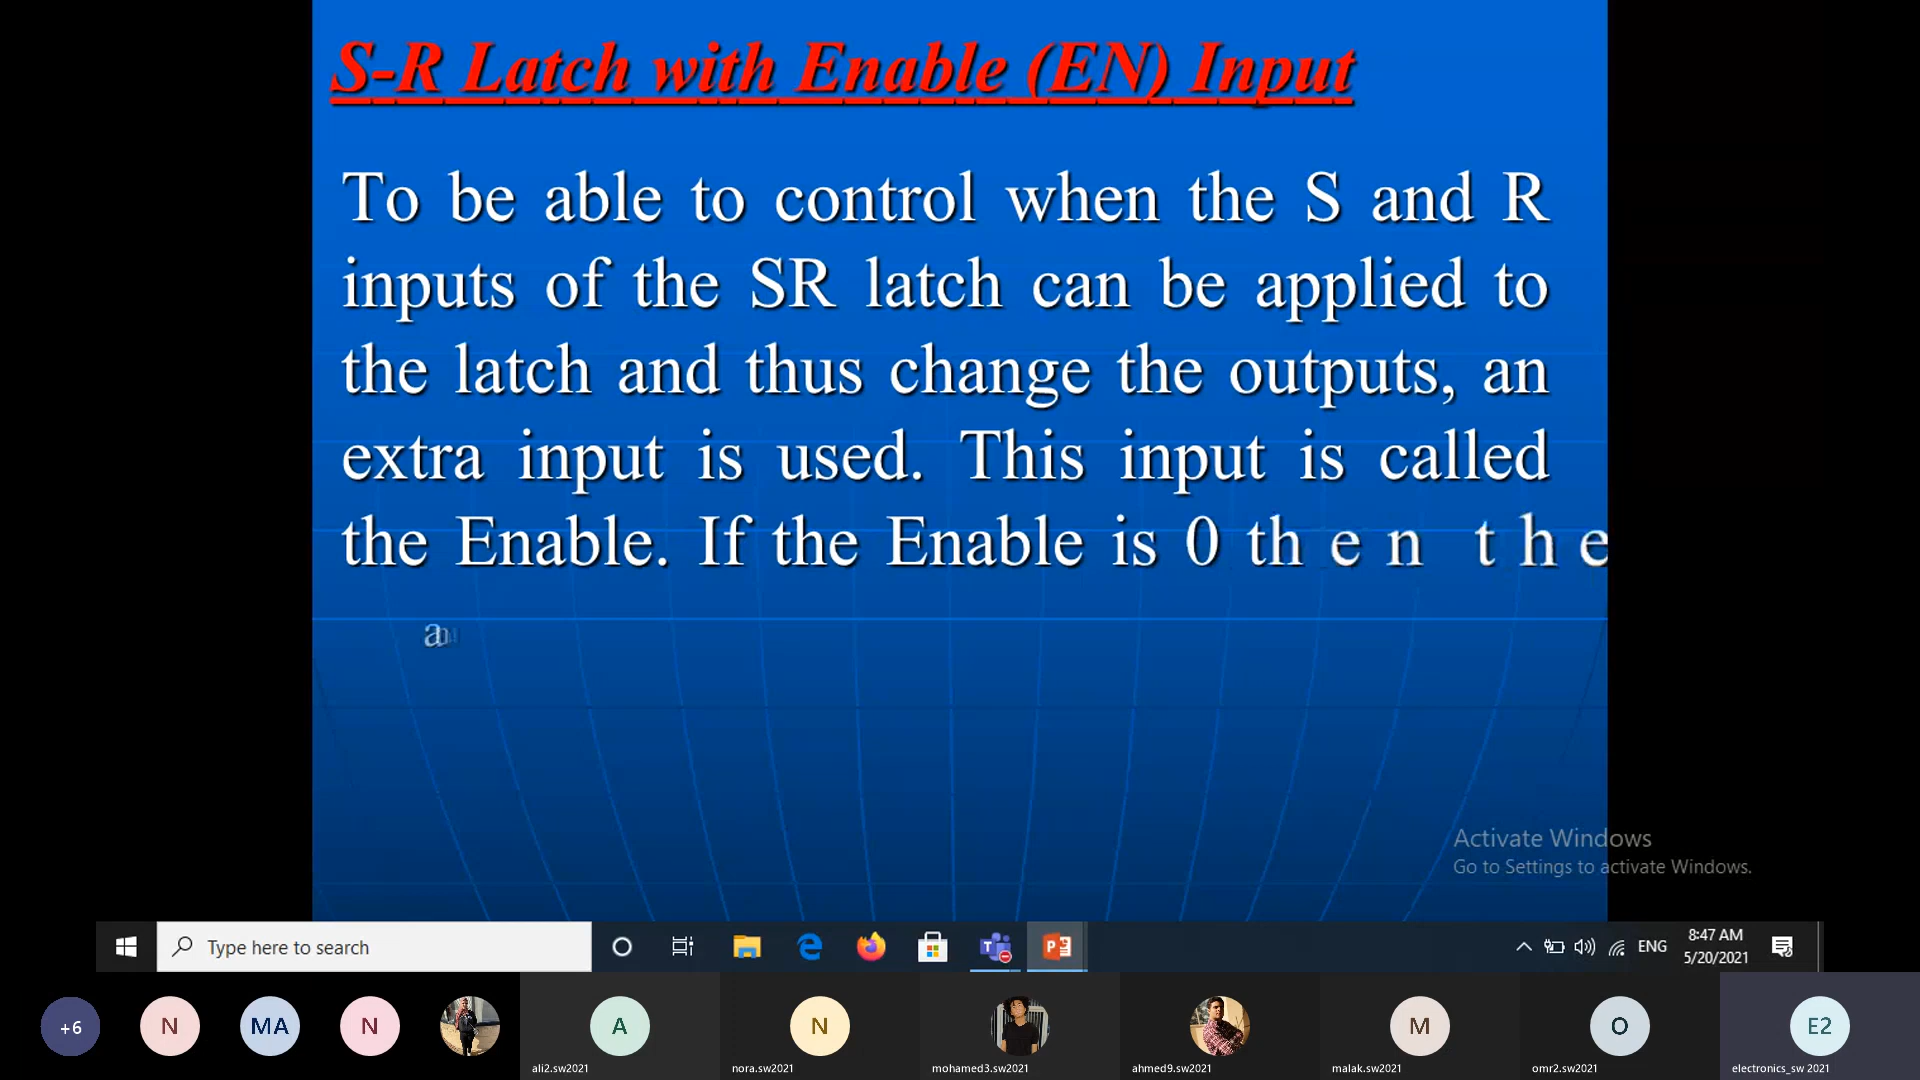 S-R Latch with Enable (EN) Input
To be able to control when the S and R
inputs of the SR latch can be applied to
the latch and thus change the outputs, an
extra input is used. This input is called
the Enable. If the Enable is 0 then the
Activate Windows
Go to Settings to activate Windows.
Type here to search
ENG
8:47 AM
5/20/2021
+6
N
MA
N
A
N
M
O
E2
ali2.sw2021
nora.sw2021
mohamed3.sw2021
ahmed9.sw2021
malak.sw2021
omr2.sw2021
electronics_sw 2021